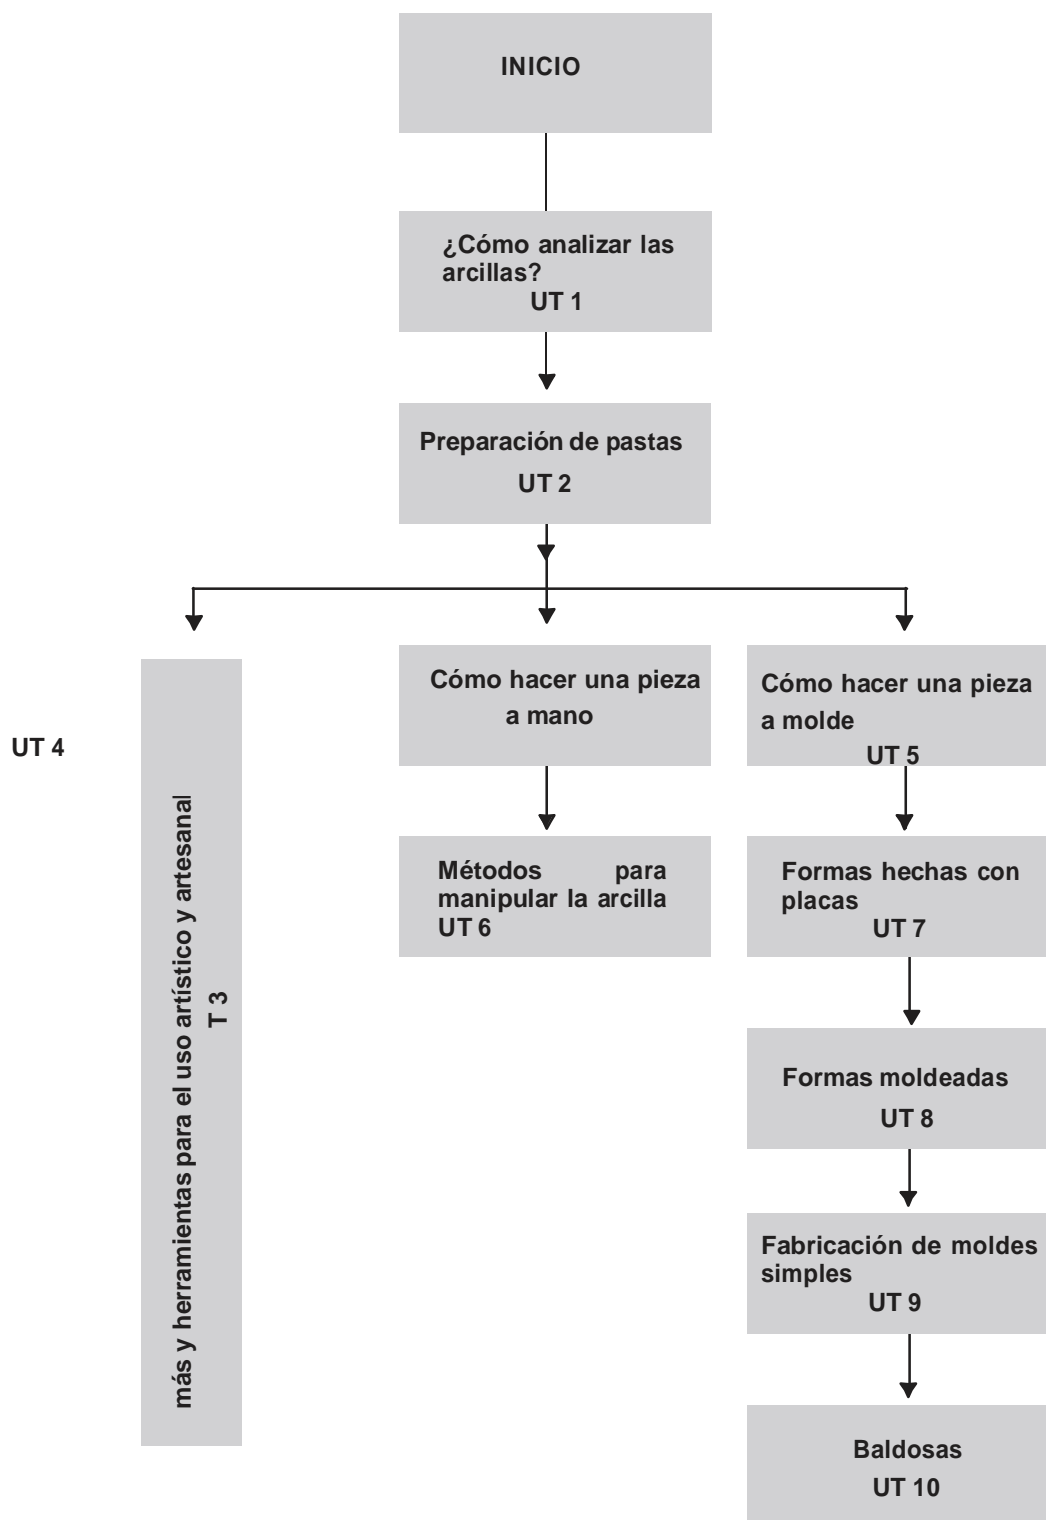 INICIO
¿Cómo analizar las
arcillas?
UT 1
Preparación de pastas
UT 2
UT 4
más y herramientas para el uso artístico y artesanal
T 3
Cómo hacer una pieza
a mano
Cómo hacer una pieza
a molde
UT 5
Métodos para
manipular la arcilla
UT 6
Formas hechas con
placas
UT 7
Formas moldeadas
UT 8
Fabricación de moldes
simples
UT 9
Baldosas
UT 10